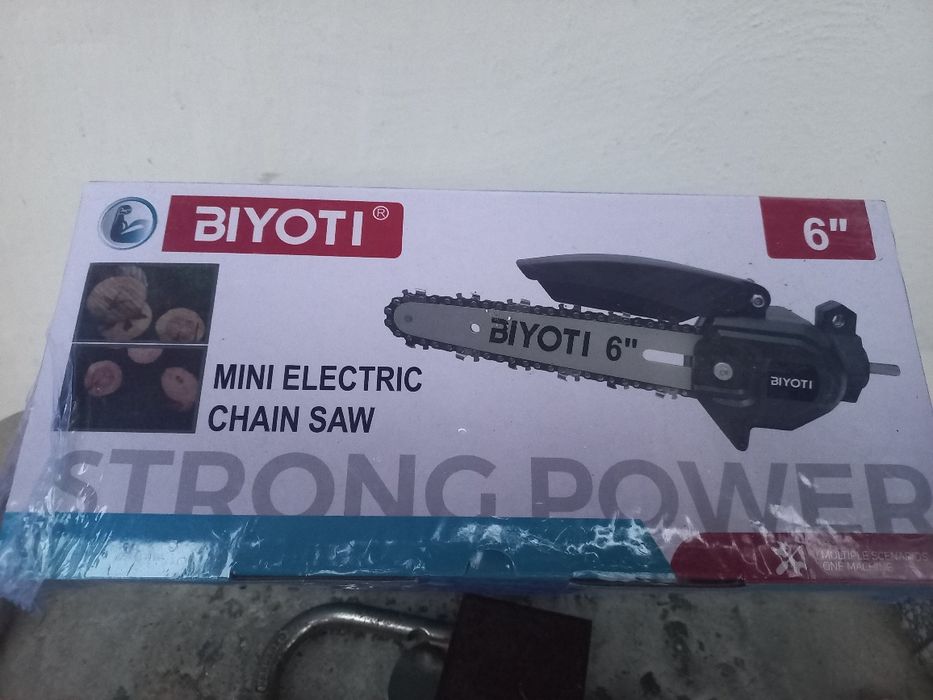 BIYOTI®
6"
BIYOTI 6"
BIYOTI
MINI ELECTRIC
CHAIN SAW
STRONG POWER
MULTIPLE SCENARIOS
ONE MACHINE